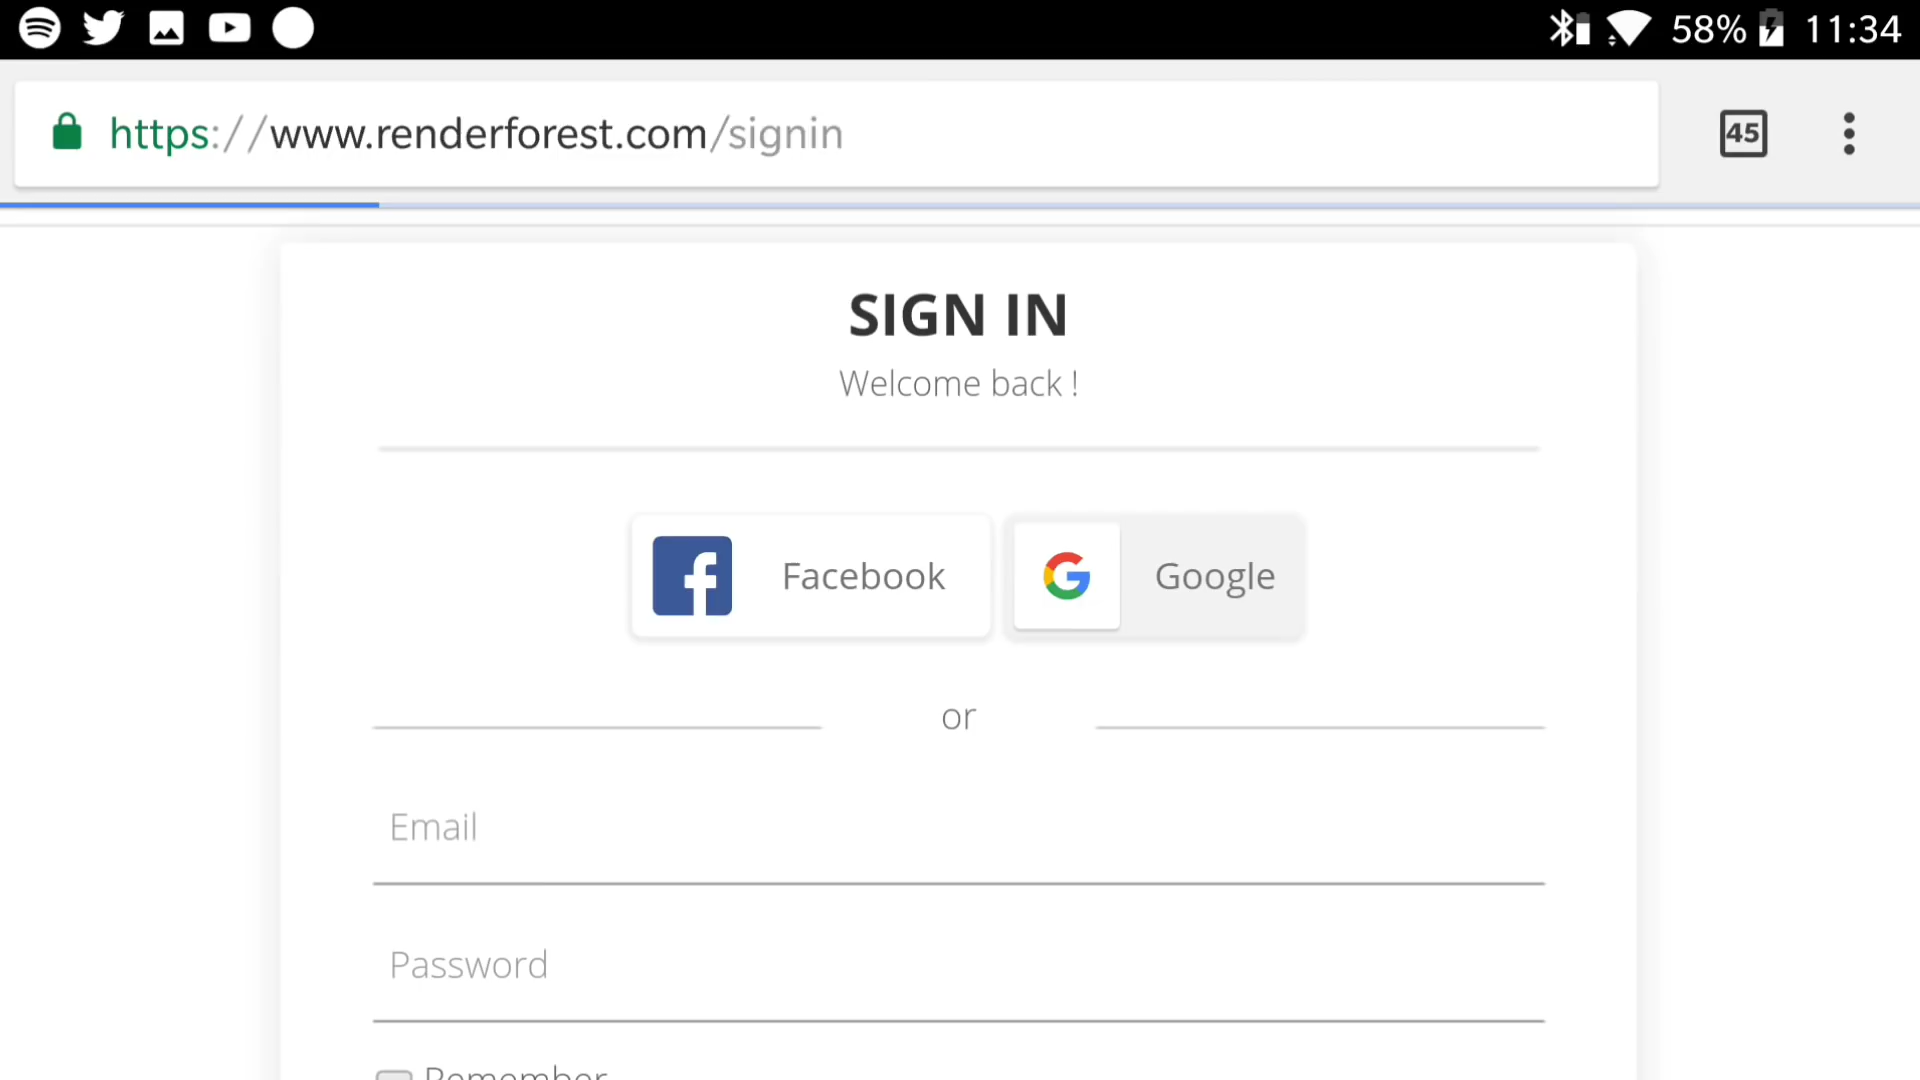 58% 11:34
https://www.renderforest.com/signin
45
SIGN IN
Welcome back !
Facebook
Google
or
Email
Password
Remember